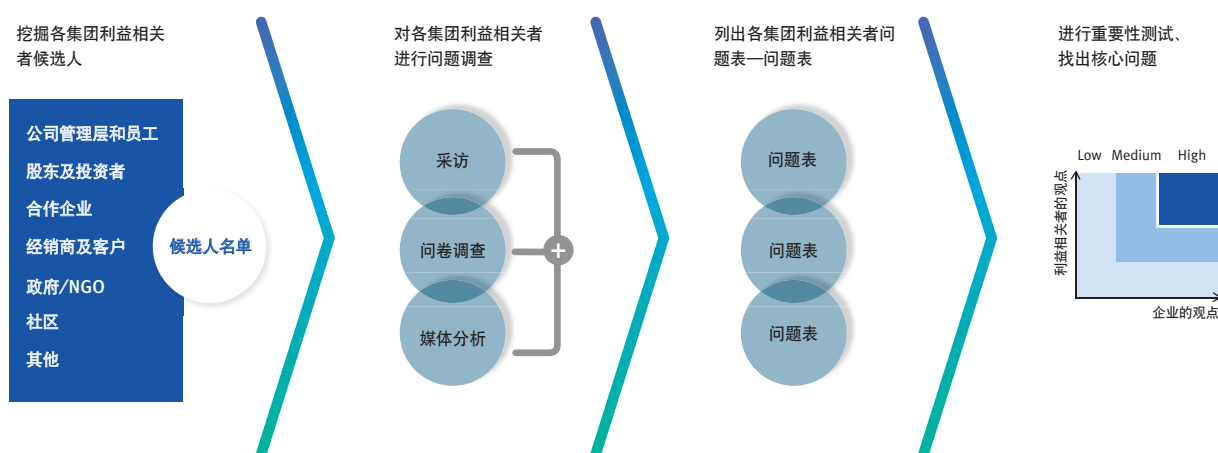 挖掘各集团利益相关
者候选人
公司管理层和员工
股东及投资者
合作企业
经销商及客户
政府/NGO
社区
其他
候选人名单
对各集团利益相关者
进行问题调查
采访
问卷调查
媒体分析
+
列出各集团利益相关者问
题表—问题表
问题表
问题表
问题表
进行重要性测试、
找出核心问题
Low Medium High
利益相关者的观点
企业的观点